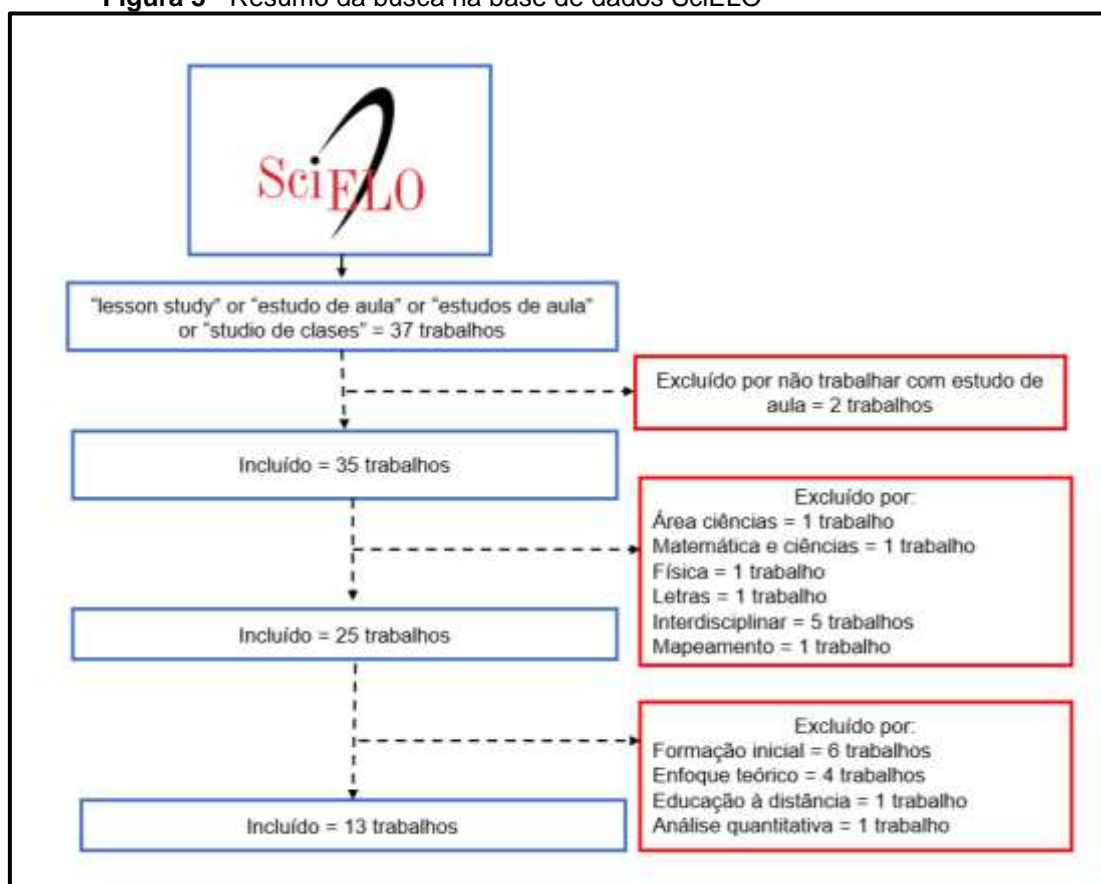 Figura 3 - Resumo da busca na base de dados SciELO
SciELO
"lesson study" or "estudo de aula" or "estudos de aula"
or "studio de clases" = 37 trabalhos
Excluído por não trabalhar com estudo de
aula = 2 trabalhos
Incluído = 35 trabalhos
Excluído por:
Área ciências = 1 trabalho
Matemática e ciências = 1 trabalho
Física = 1 trabalho
Letras = 1 trabalho
Interdisciplinar = 5 trabalhos
Mapeamento = 1 trabalho
Incluído = 25 trabalhos
Excluído por:
Formação inicial = 6 trabalhos
Enfoque teórico = 4 trabalhos
Educação à distância = 1 trabalho
Análise quantitativa = 1 trabalho
Incluído = 13 trabalhos